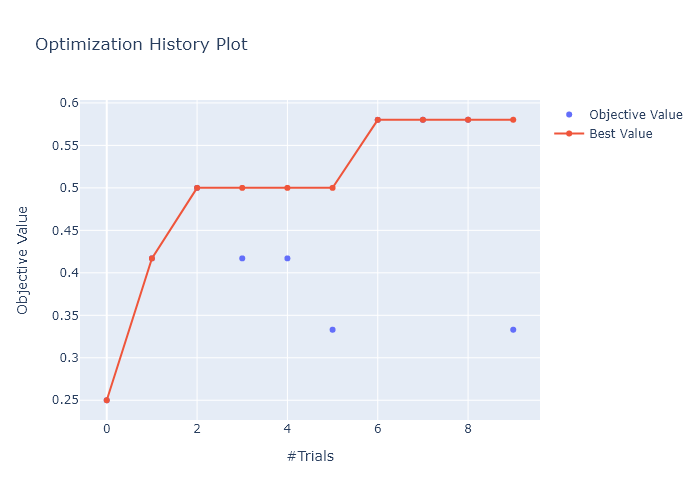 Optimization History Plot
Objective Value
Best Value
0.6
0.55
0.5
0.45
0.4
0.35
0.3
0.25
Objective Value
0 2 4 6 8
#Trials